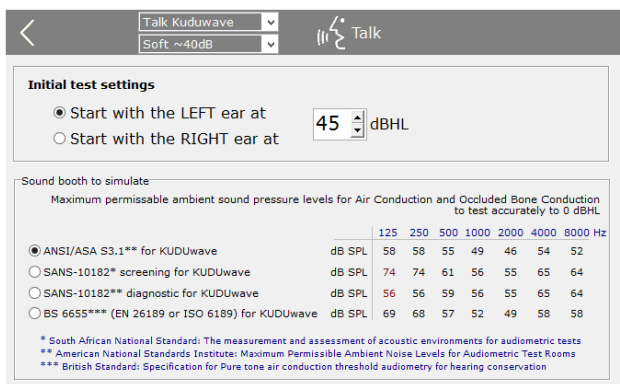 Talk Kuduwave
Soft ~40dB
Talk
Initial test settings
Start with the LEFT ear at
Start with the RIGHT ear at
45 dBHL
Sound booth to simulate
Maximum permissable ambient sound pressure levels for Air Conduction and Occluded Bone Conduction
to test accurately to 0 dBHL
125 250 500 1000 2000 4000 8000 Hz
ANSI/ASA S3.1** for KUDUwave dB SPL 58 58 55 49 46 54 52
SANS-10182* screening for KUDUwave dB SPL 74 74 61 56 55 65 64
SANS-10182** diagnostic for KUDUwave dB SPL 56 56 59 56 55 65 64
BS 6655*** (EN 26189 or ISO 6189) for KUDUwave dB SPL 69 68 57 52 49 58 58
* South African National Standard: The measurement and assessment of acoustic environments for audiometric tests
** American National Standards Institute: Maximum Permissible Ambient Noise Levels for Audiometric Test Rooms
*** British Standard: Specification for Pure tone air conduction threshold audiometry for hearing conservation